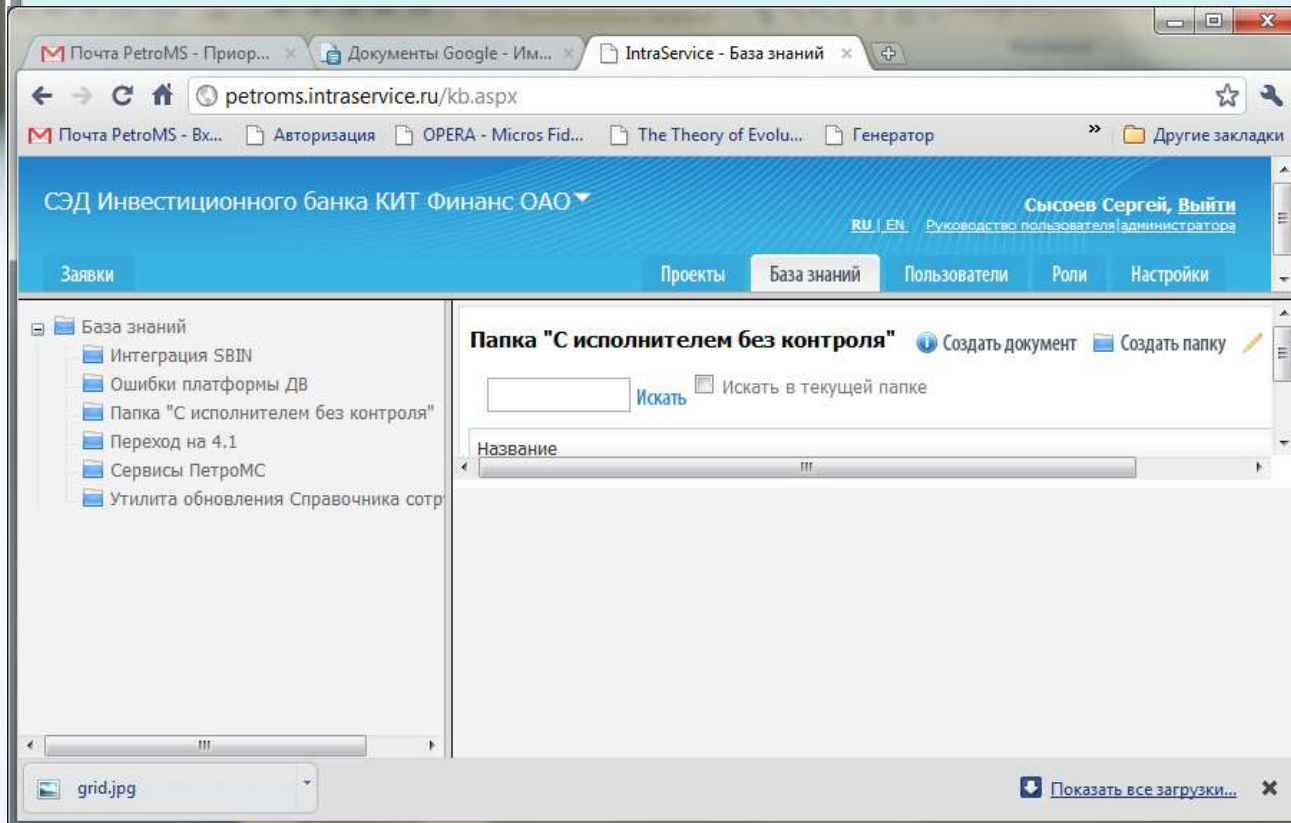 Почта PetroMS - Приор...
Документы Google - Им...
IntraService - База знаний
petroms.intraservice.ru/kb.aspx
Почта PetroMS - Вх... Авторизация OPERA - Micros Fid... The Theory of Evolu... Генератор » Другие закладки
СЭД Инвестиционного банка КИТ Финанс ОАО
Сысоев Сергей, Выйти
RU | EN Руководство пользователя|администратора
Заявки Проекты База знаний Пользователи Роли Настройки
База знаний
Интеграция SBIN
Ошибки платформы ДВ
Папка "С исполнителем без контроля"
Переход на 4.1
Сервисы ПетроМС
Утилита обновления Справочника сотр
Папка "С исполнителем без контроля" Создать документ Создать папку
Искать Искать в текущей папке
Название
grid.jpg
Показать все загрузки...